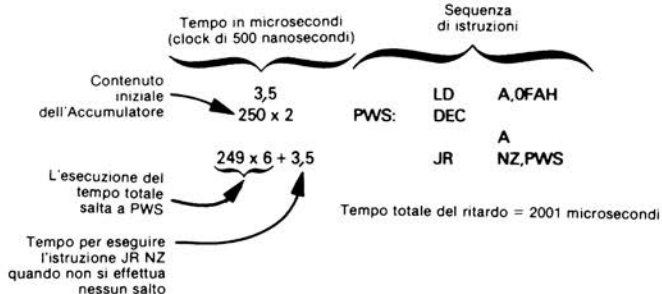 Tempo in microsecondi
(clock di 500 nanosecondi)
Sequenza
di istruzioni
Contenuto
iniziale
dell'Accumulatore
3,5
LD A,0FAH
250 x 2
PWS: DEC
A
249 x 6 + 3,5
JR NZ,PWS
L'esecuzione del
tempo totale
salta a PWS
Tempo totale del ritardo = 2001 microsecondi
Tempo per eseguire
l'istruzione JR NZ
quando non si effettua
nessun salto